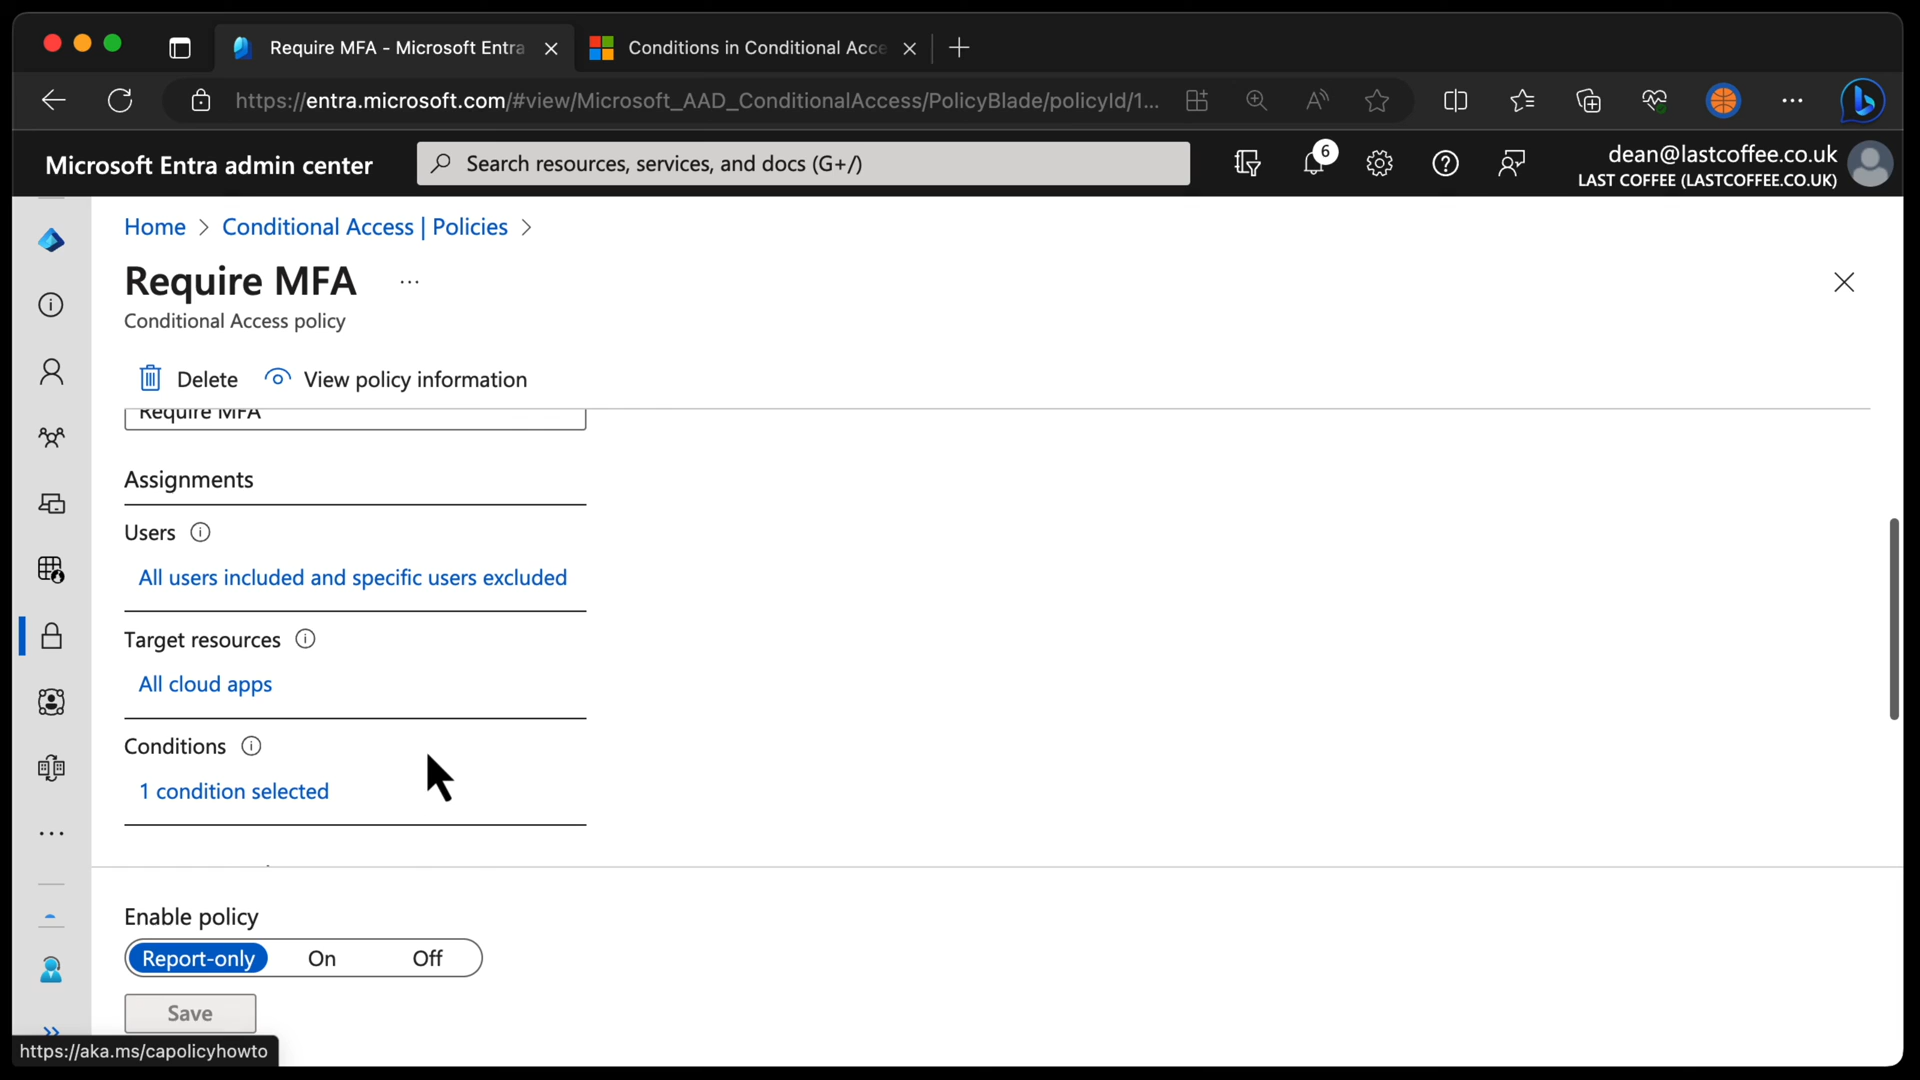 Require MFA - Microsoft Entra
Conditions in Conditional Acce
https://entra.microsoft.com/#view/Microsoft_AAD_ConditionalAccess/PolicyBlade/policyId/1...
Microsoft Entra admin center
Search resources, services, and docs (G+/)
6
dean@lastcoffee.co.uk
LAST COFFEE (LASTCOFFEE.CO.UK)
Home > Conditional Access | Policies >
Require MFA ...
Conditional Access policy
Delete
View policy information
Require MFA
Assignments
Users
All users included and specific users excluded
Target resources
All cloud apps
Conditions
1 condition selected
Enable policy
Report-only On Off
Save
https://aka.ms/capolicyhowto